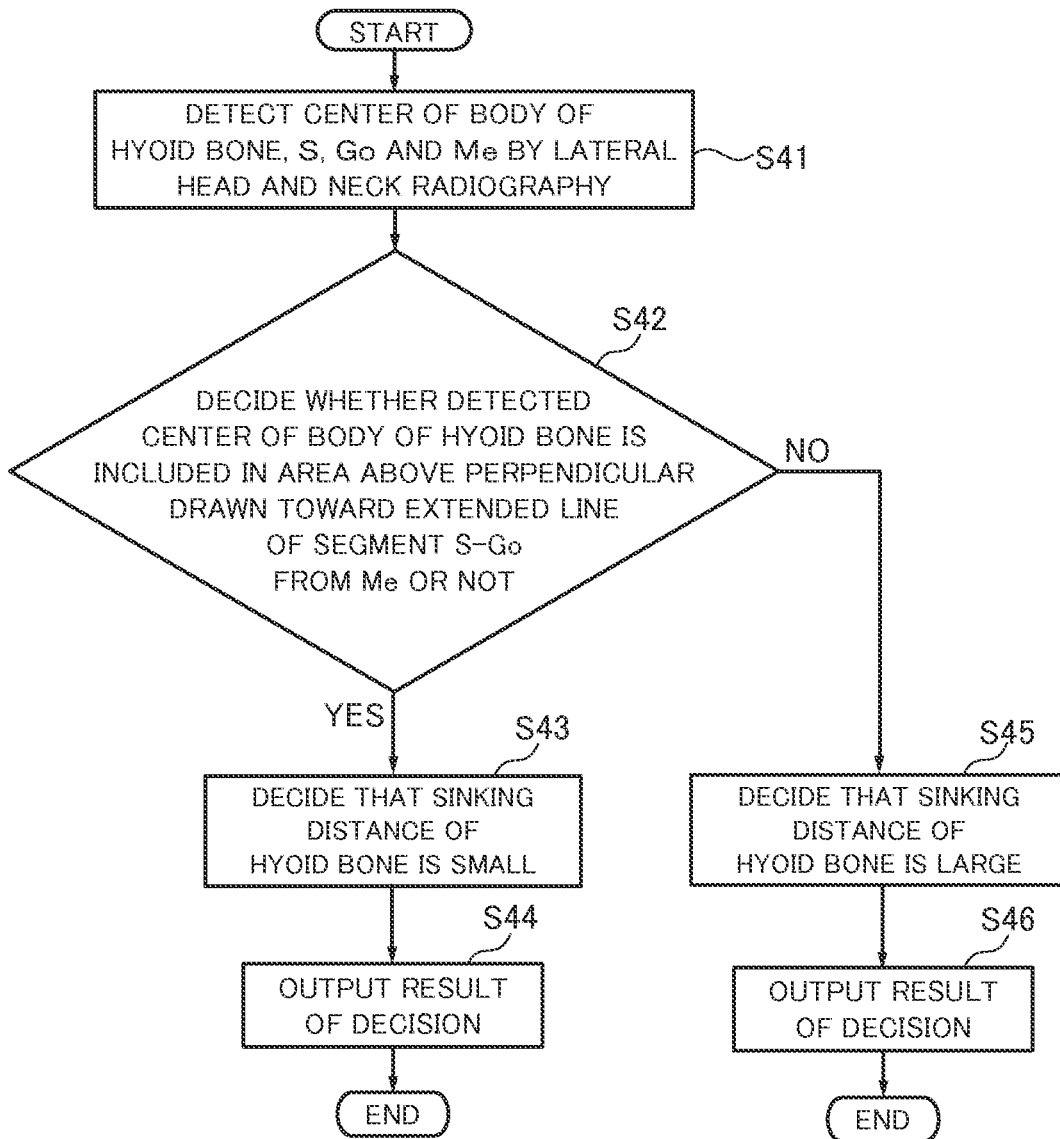 START
DETECT CENTER OF BODY OF
HYOID BONE, S, Go AND Me BY LATERAL
HEAD AND NECK RADIOGRAPHY
S41
S42
DECIDE WHETHER DETECTED
CENTER OF BODY OF HYOID BONE IS
INCLUDED IN AREA ABOVE PERPENDICULAR
DRAWN TOWARD EXTENDED LINE
OF SEGMENT S-Go
FROM Me OR NOT
NO
YES
S43
DECIDE THAT SINKING
DISTANCE OF
HYOID BONE IS SMALL
S44
OUTPUT RESULT
OF DECISION
END
S45
DECIDE THAT SINKING
DISTANCE OF
HYOID BONE IS LARGE
S46
OUTPUT RESULT
OF DECISION
END